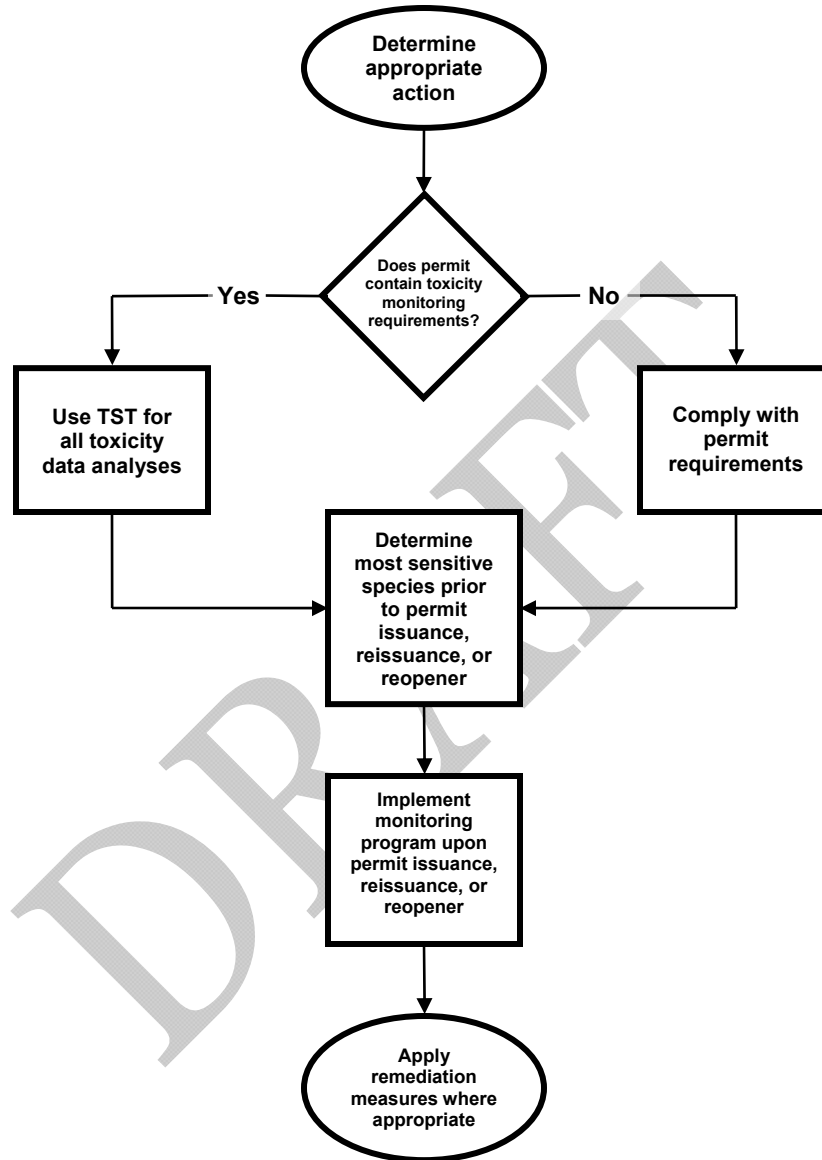 Determine
appropriate
action
Does permit
contain toxicity
monitoring
requirements?
Yes
No
Use TST for
all toxicity
data analyses
Comply with
permit
requirements
Determine
most sensitive
species prior
to permit
issuance,
reissuance, or
reopener
Implement
monitoring
program upon
permit issuance,
reissuance, or
reopener
Apply
remediation
measures where
appropriate
DRAFT